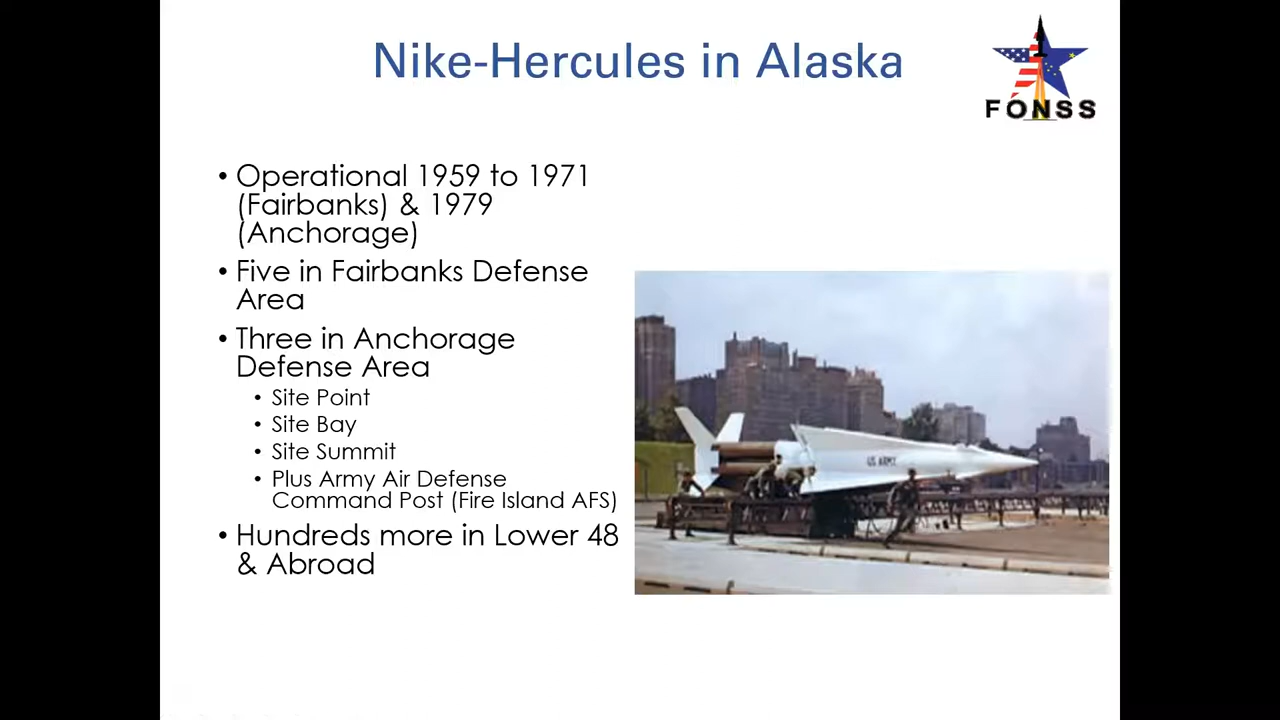 Nike-Hercules in Alaska
FONSS
• Operational 1959 to 1971
(Fairbanks) & 1979
(Anchorage)
• Five in Fairbanks Defense
Area
• Three in Anchorage
Defense Area
• Site Point
• Site Bay
• Site Summit
• Plus Army Air Defense
Command Post (Fire Island AFS)
• Hundreds more in Lower 48
& Abroad
US ARMY